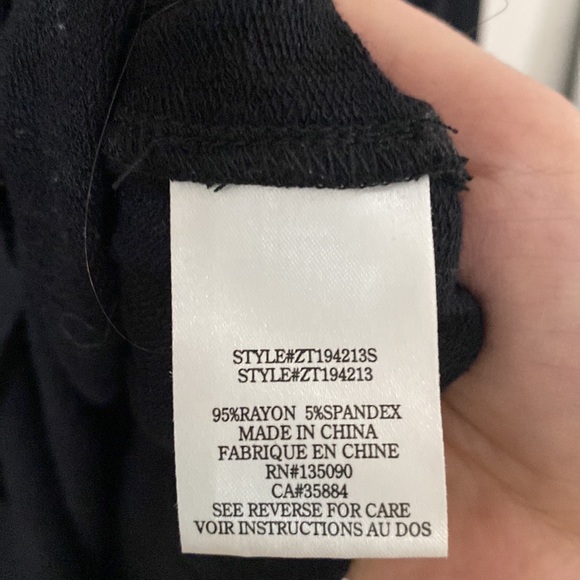 STYLE#ZT194213S
STYLE#ZT194213
95%RAYON 5%SPANDEX
MADE IN CHINA
FABRIQUE EN CHINE
RN#135090
CA#35884
SEE REVERSE FOR CARE
VOIR INSTRUCTIONS AU DOS